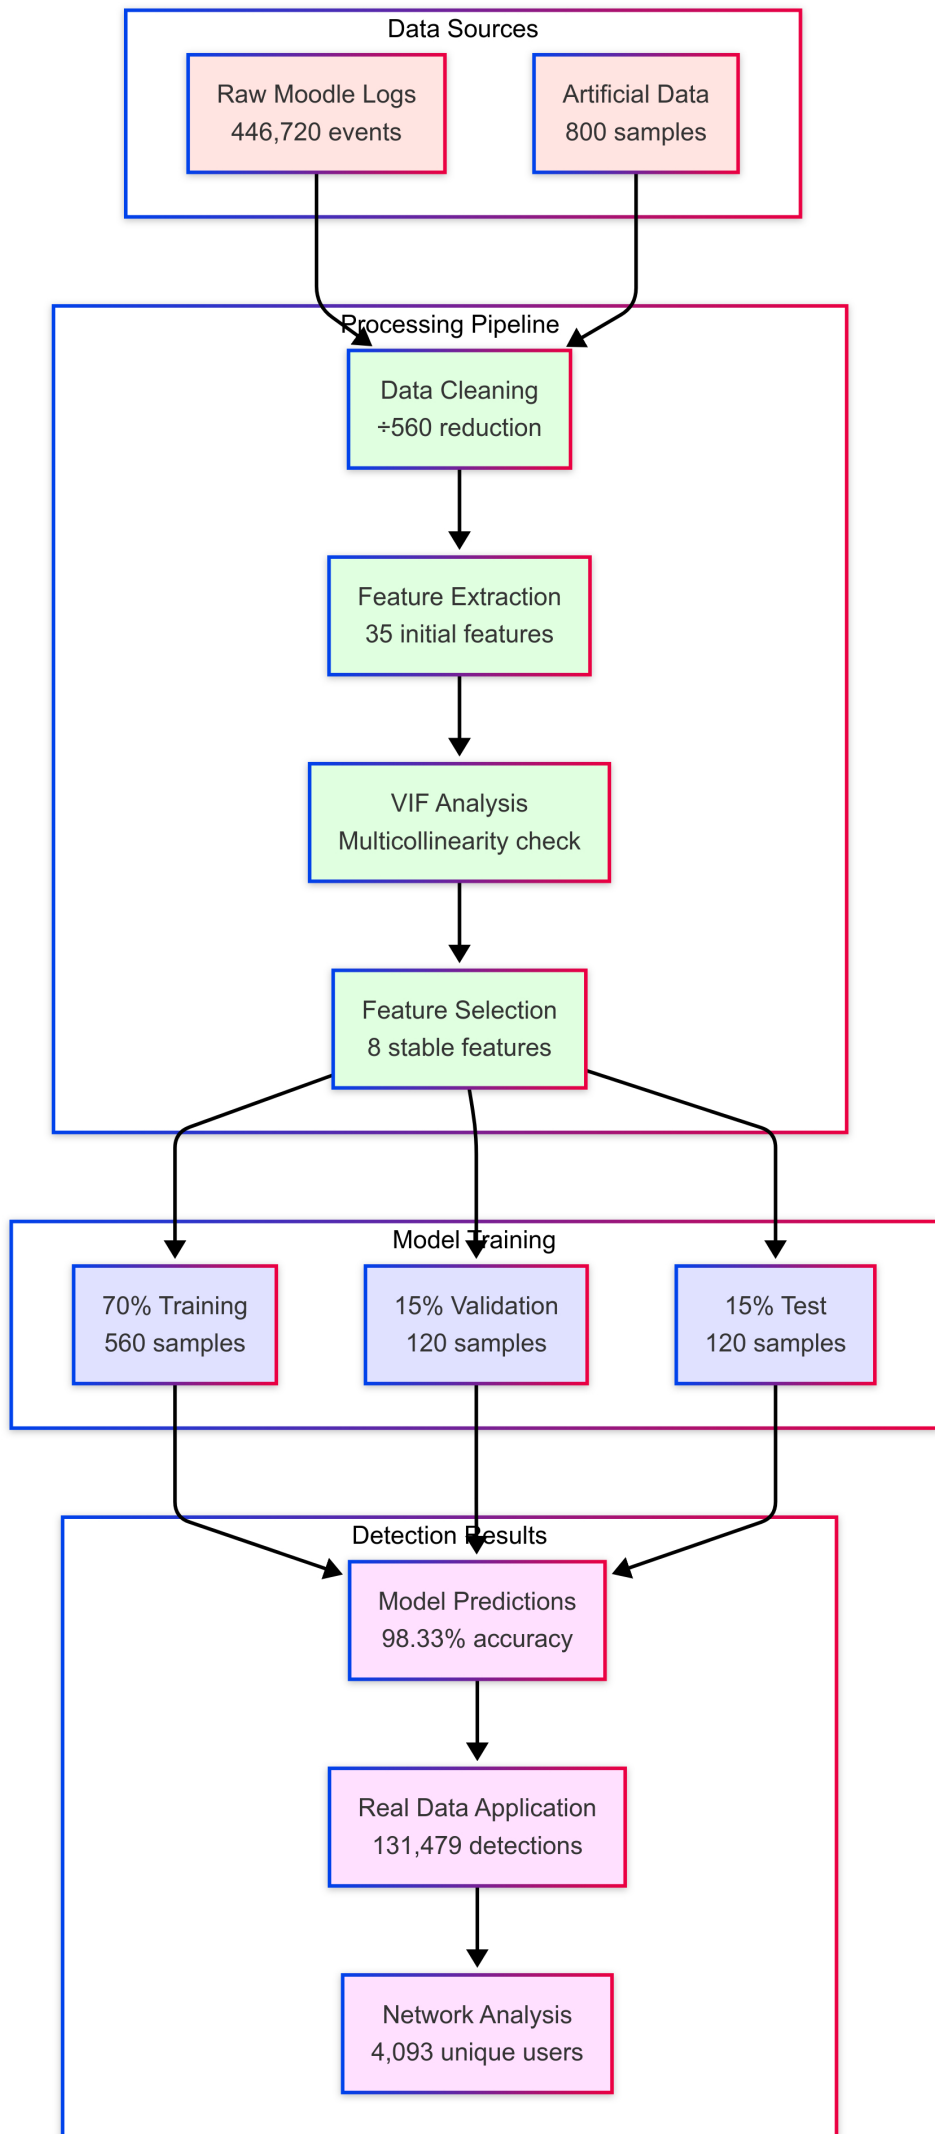 Data Sources
Raw Moodle Logs
446,720 events
Artificial Data
800 samples
Processing Pipeline
Data Cleaning
÷560 reduction
Feature Extraction
35 initial features
VIF Analysis
Multicollinearity check
Feature Selection
8 stable features
Model Training
70% Training
560 samples
15% Validation
120 samples
15% Test
120 samples
Detection Results
Model Predictions
98.33% accuracy
Real Data Application
131,479 detections
Network Analysis
4,093 unique users